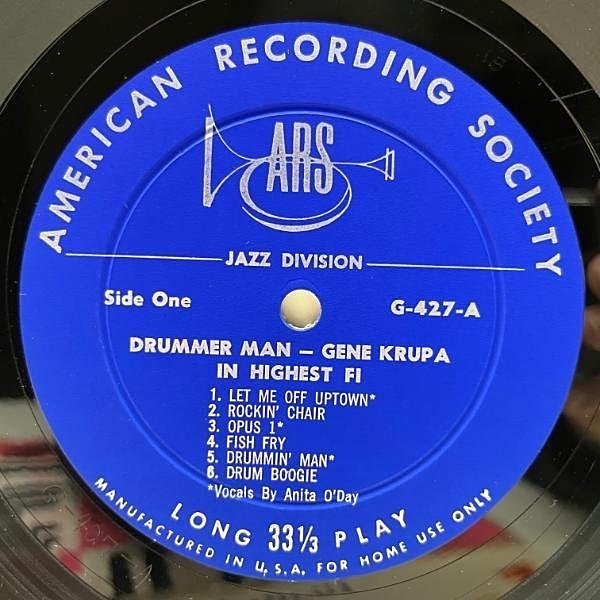 AMERICAN RECORDING SOCIETY
ARS
JAZZ DIVISION
Side One
G-427-A
DRUMMER MAN — GENE KRUPA
IN HIGHEST FI
1. LET ME OFF UPTOWN*
2. ROCKIN' CHAIR
3. OPUS 1*
4. FISH FRY
5. DRUMMIN' MAN*
6. DRUM BOOGIE
*Vocals By Anita O'Day
LONG 33⅓ PLAY
MANUFACTURED IN U.S.A. FOR HOME USE ONLY